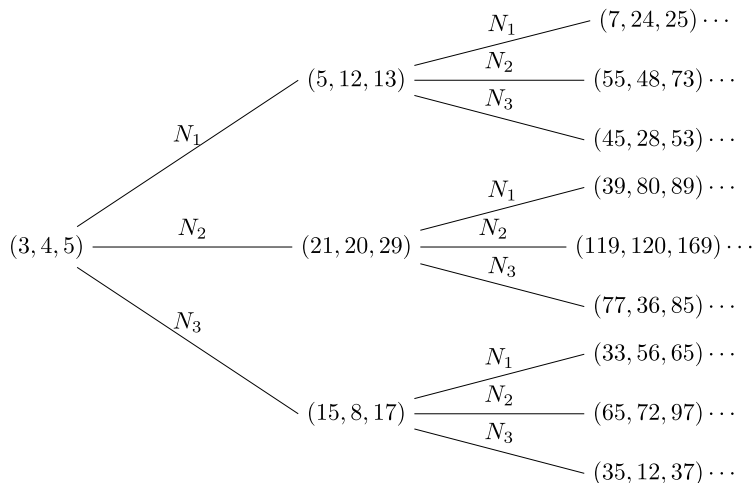 N₁
(7, 24, 25) ⋯
(5, 12, 13)
N₂
(55, 48, 73) ⋯
N₃
(45, 28, 53) ⋯
N₁
(3, 4, 5)
N₂
(21, 20, 29)
N₁
(39, 80, 89) ⋯
N₂
(119, 120, 169) ⋯
N₃
(77, 36, 85) ⋯
N₃
(15, 8, 17)
N₁
(33, 56, 65) ⋯
N₂
(65, 72, 97) ⋯
N₃
(35, 12, 37) ⋯